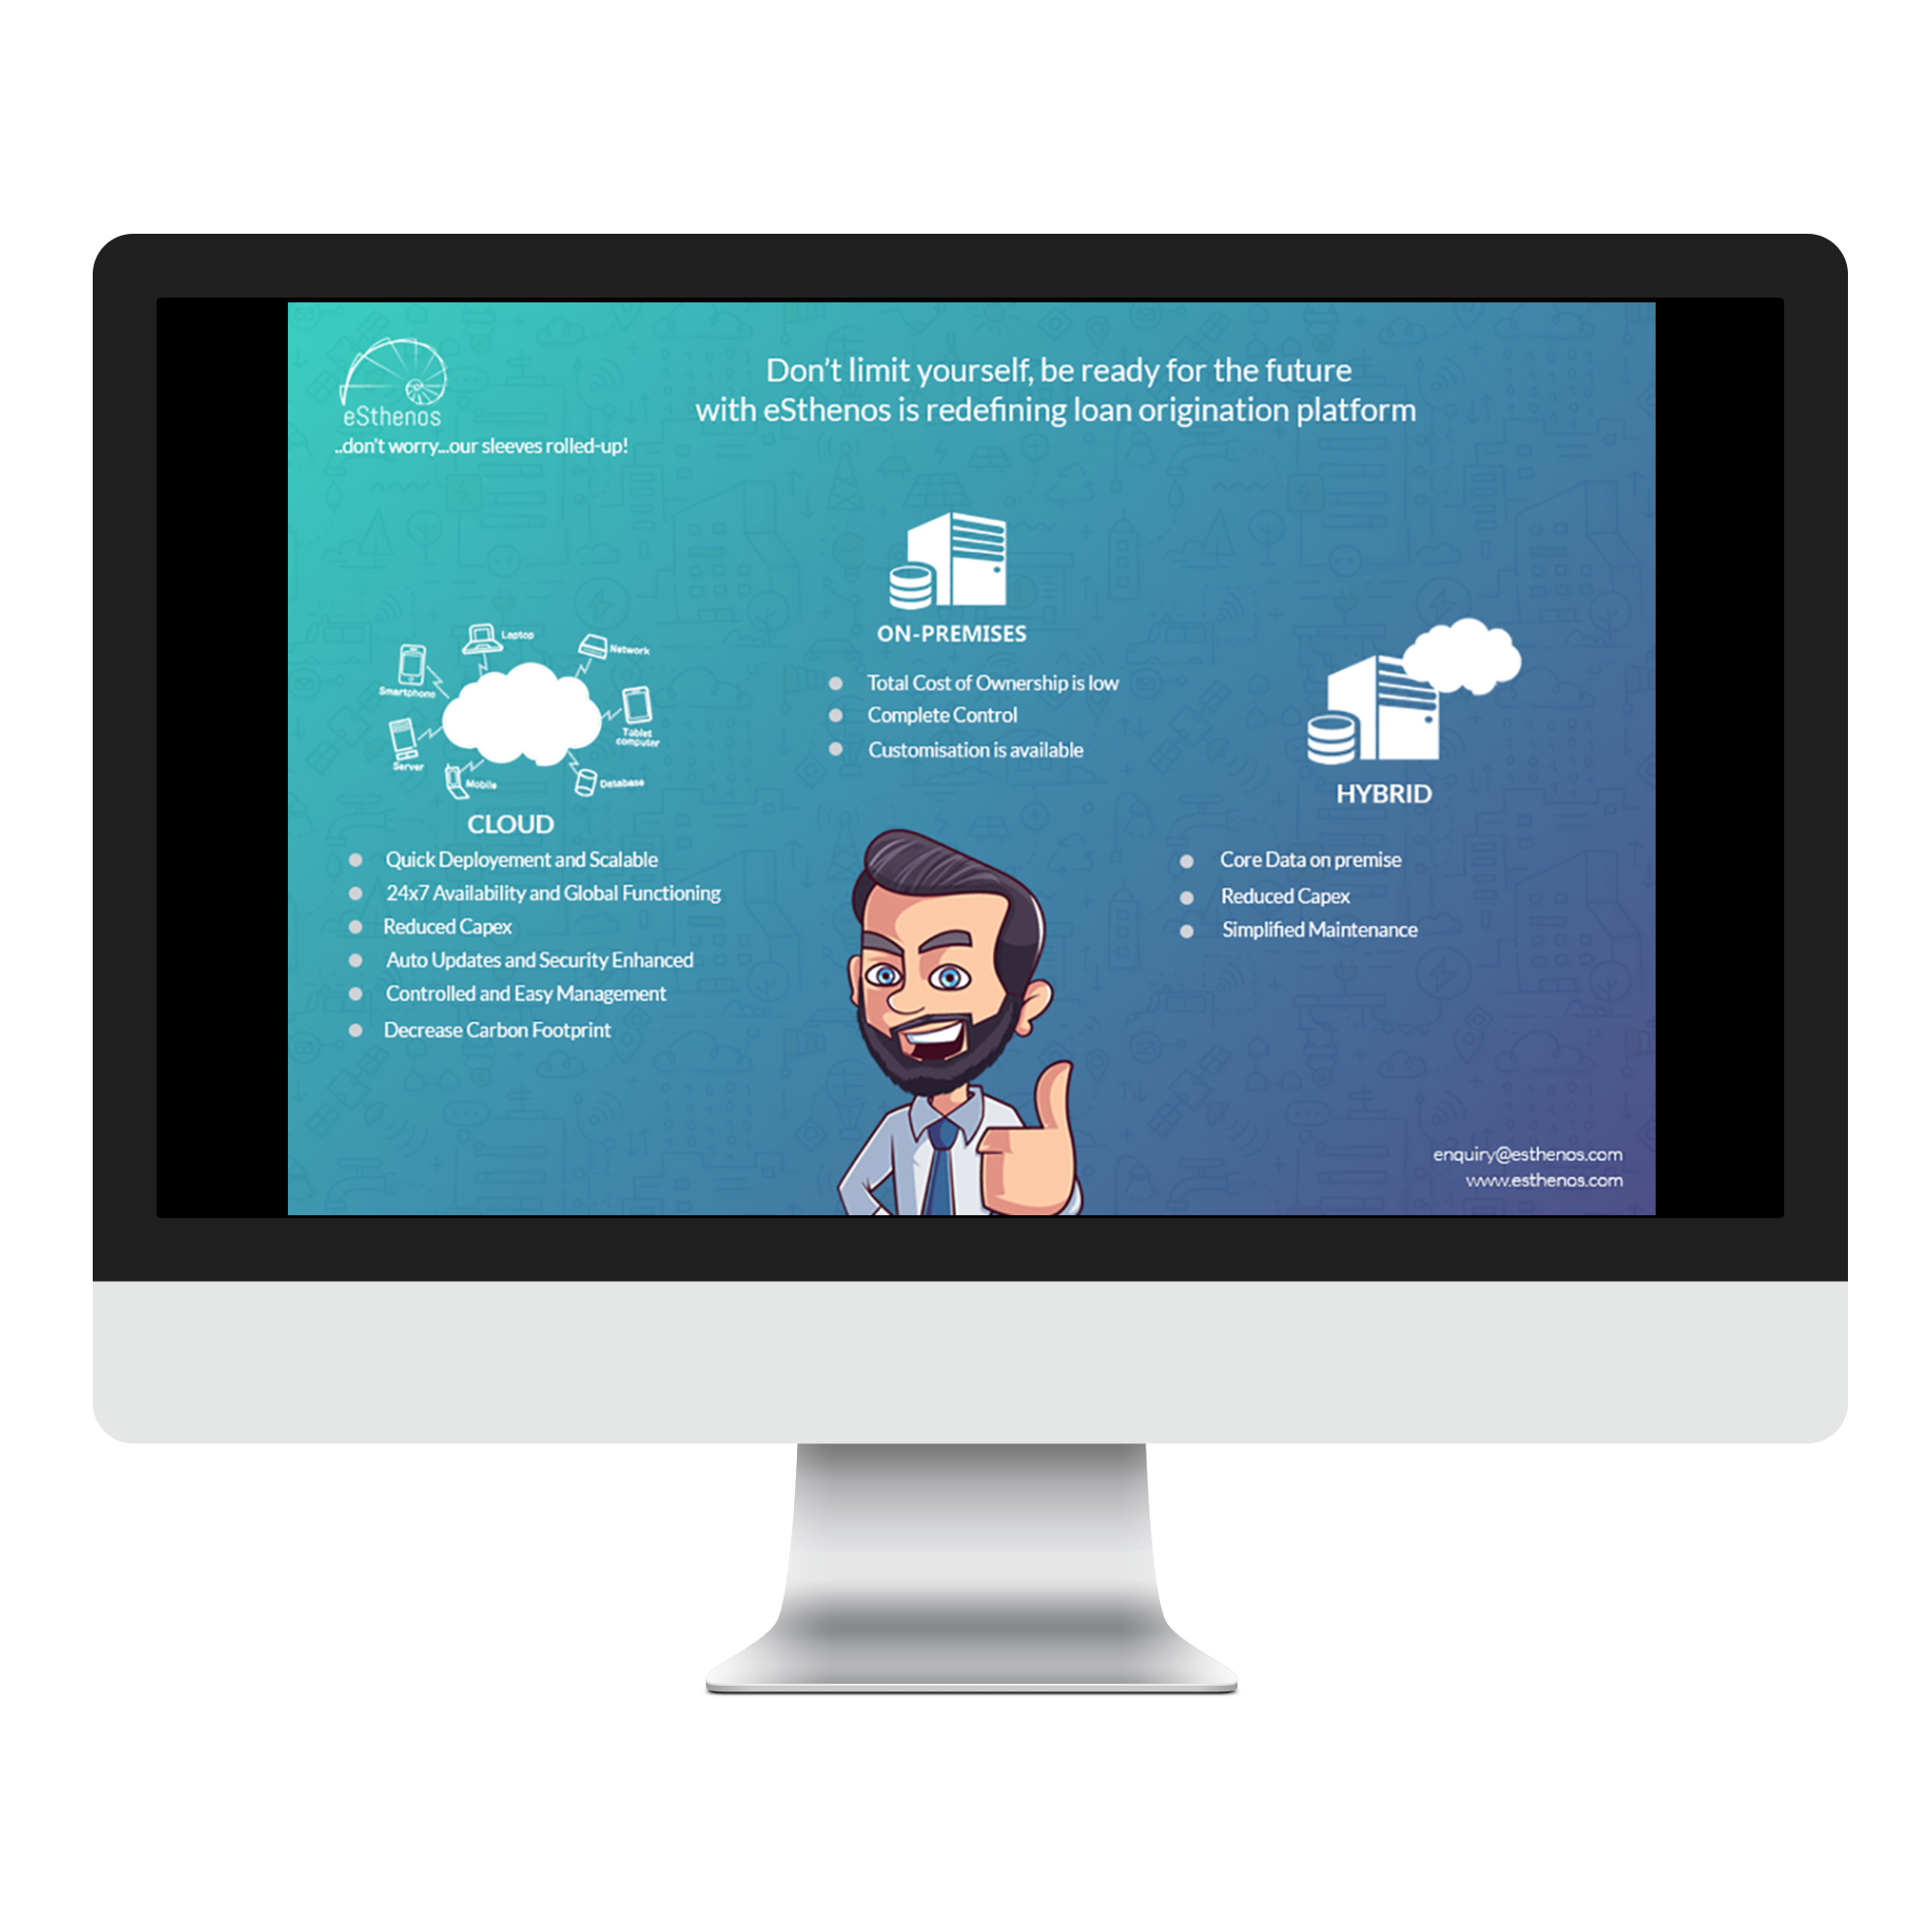 eSthenos
..don't worry...our sleeves rolled-up!
Don't limit yourself, be ready for the future
with eSthenos is redefining loan origination platform
Laptop
Network
Smartphone
Tablet
computer
Server
Mobile
Database
CLOUD
Quick Deployement and Scalable
24x7 Availability and Global Functioning
Reduced Capex
Auto Updates and Security Enhanced
Controlled and Easy Management
Decrease Carbon Footprint
ON-PREMISES
Total Cost of Ownership is low
Complete Control
Customisation is available
HYBRID
Core Data on premise
Reduced Capex
Simplified Maintenance
enquiry@esthenos.com
www.esthenos.com